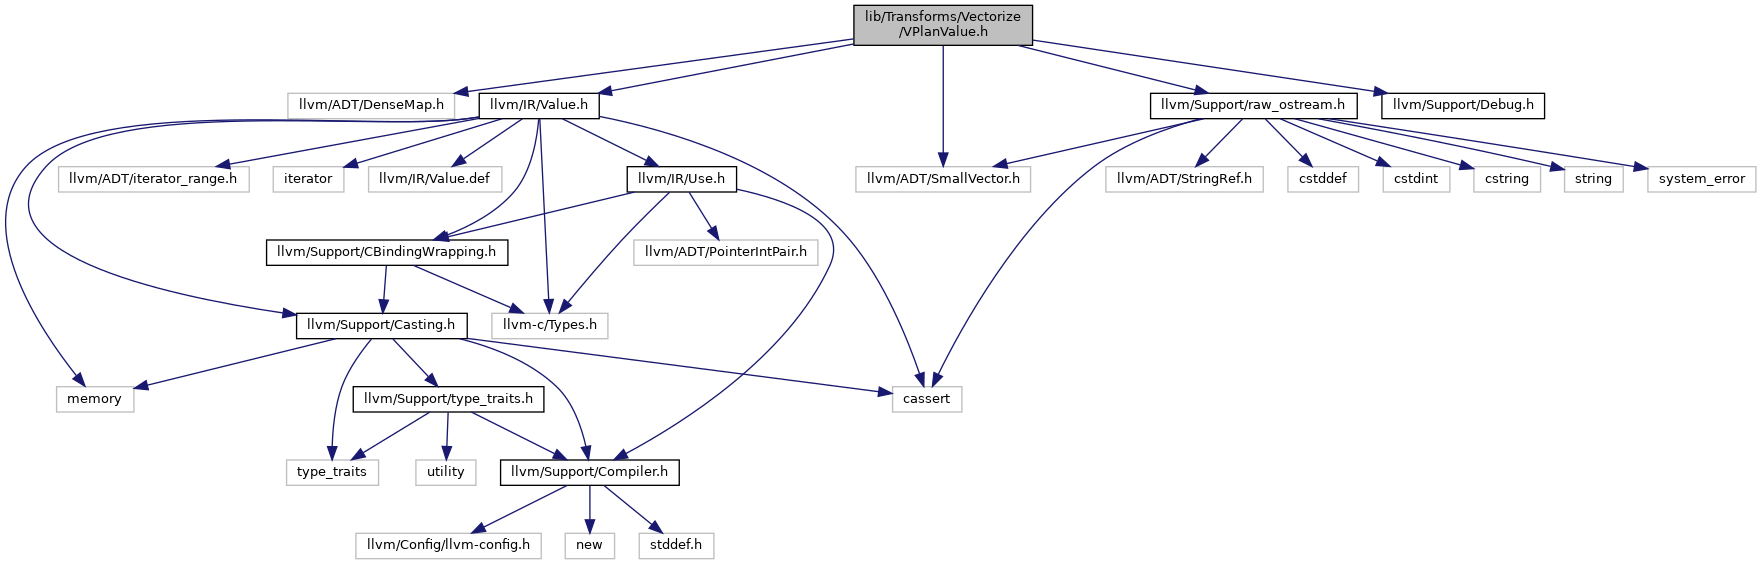 lib/Transforms/Vectorize
/VPlanValue.h
llvm/ADT/DenseMap.h
llvm/IR/Value.h
llvm/Support/raw_ostream.h
llvm/Support/Debug.h
llvm/ADT/iterator_range.h
iterator
llvm/IR/Value.def
llvm/IR/Use.h
llvm/ADT/SmallVector.h
llvm/ADT/StringRef.h
cstddef
cstdint
cstring
string
system_error
llvm/Support/CBindingWrapping.h
llvm/ADT/PointerIntPair.h
llvm/Support/Casting.h
llvm-c/Types.h
memory
llvm/Support/type_traits.h
cassert
type_traits
utility
llvm/Support/Compiler.h
llvm/Config/llvm-config.h
new
stddef.h